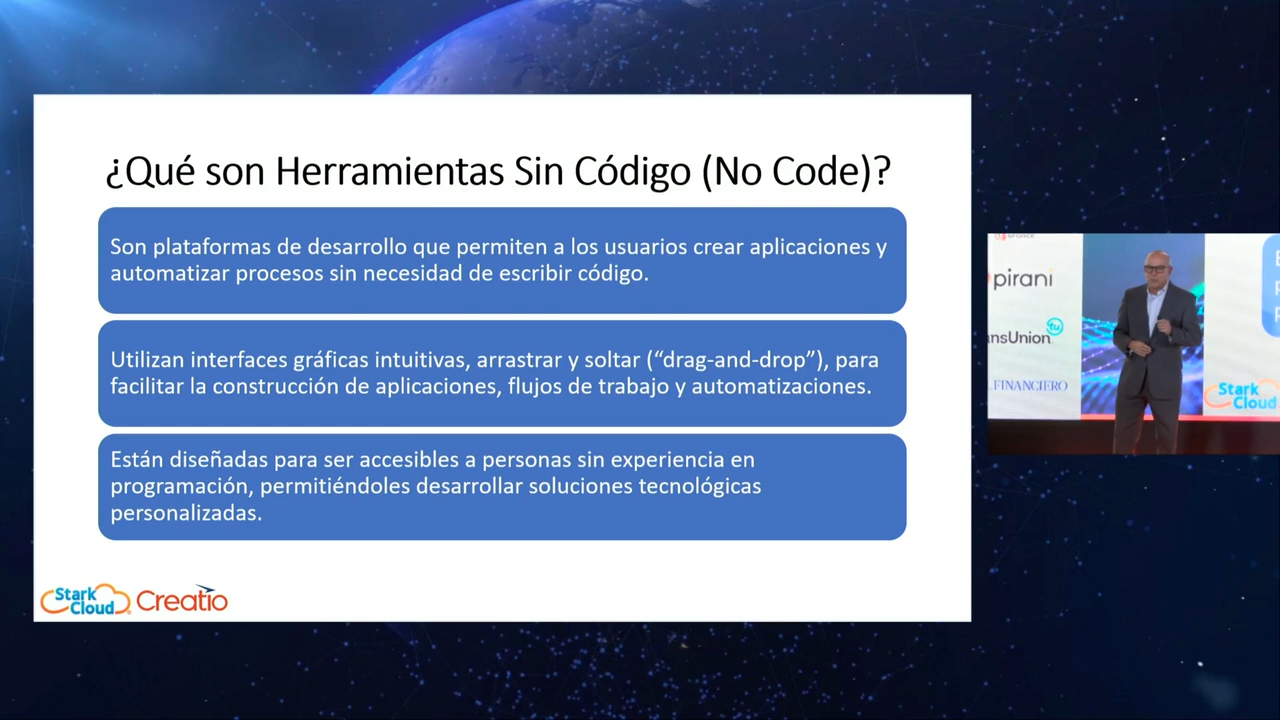 ¿Qué son Herramientas Sin Código (No Code)?
Son plataformas de desarrollo que permiten a los usuarios crear aplicaciones y
automatizar procesos sin necesidad de escribir código.
Utilizan interfaces gráficas intuitivas, arrastrar y soltar (“drag-and-drop”), para
facilitar la construcción de aplicaciones, flujos de trabajo y automatizaciones.
Están diseñadas para ser accesibles a personas sin experiencia en
programación, permitiéndoles desarrollar soluciones tecnológicas
personalizadas.
Stark
Cloud
Creatio
pirani
nsUnion
tu
FINANCIERO
Stark
Cloud